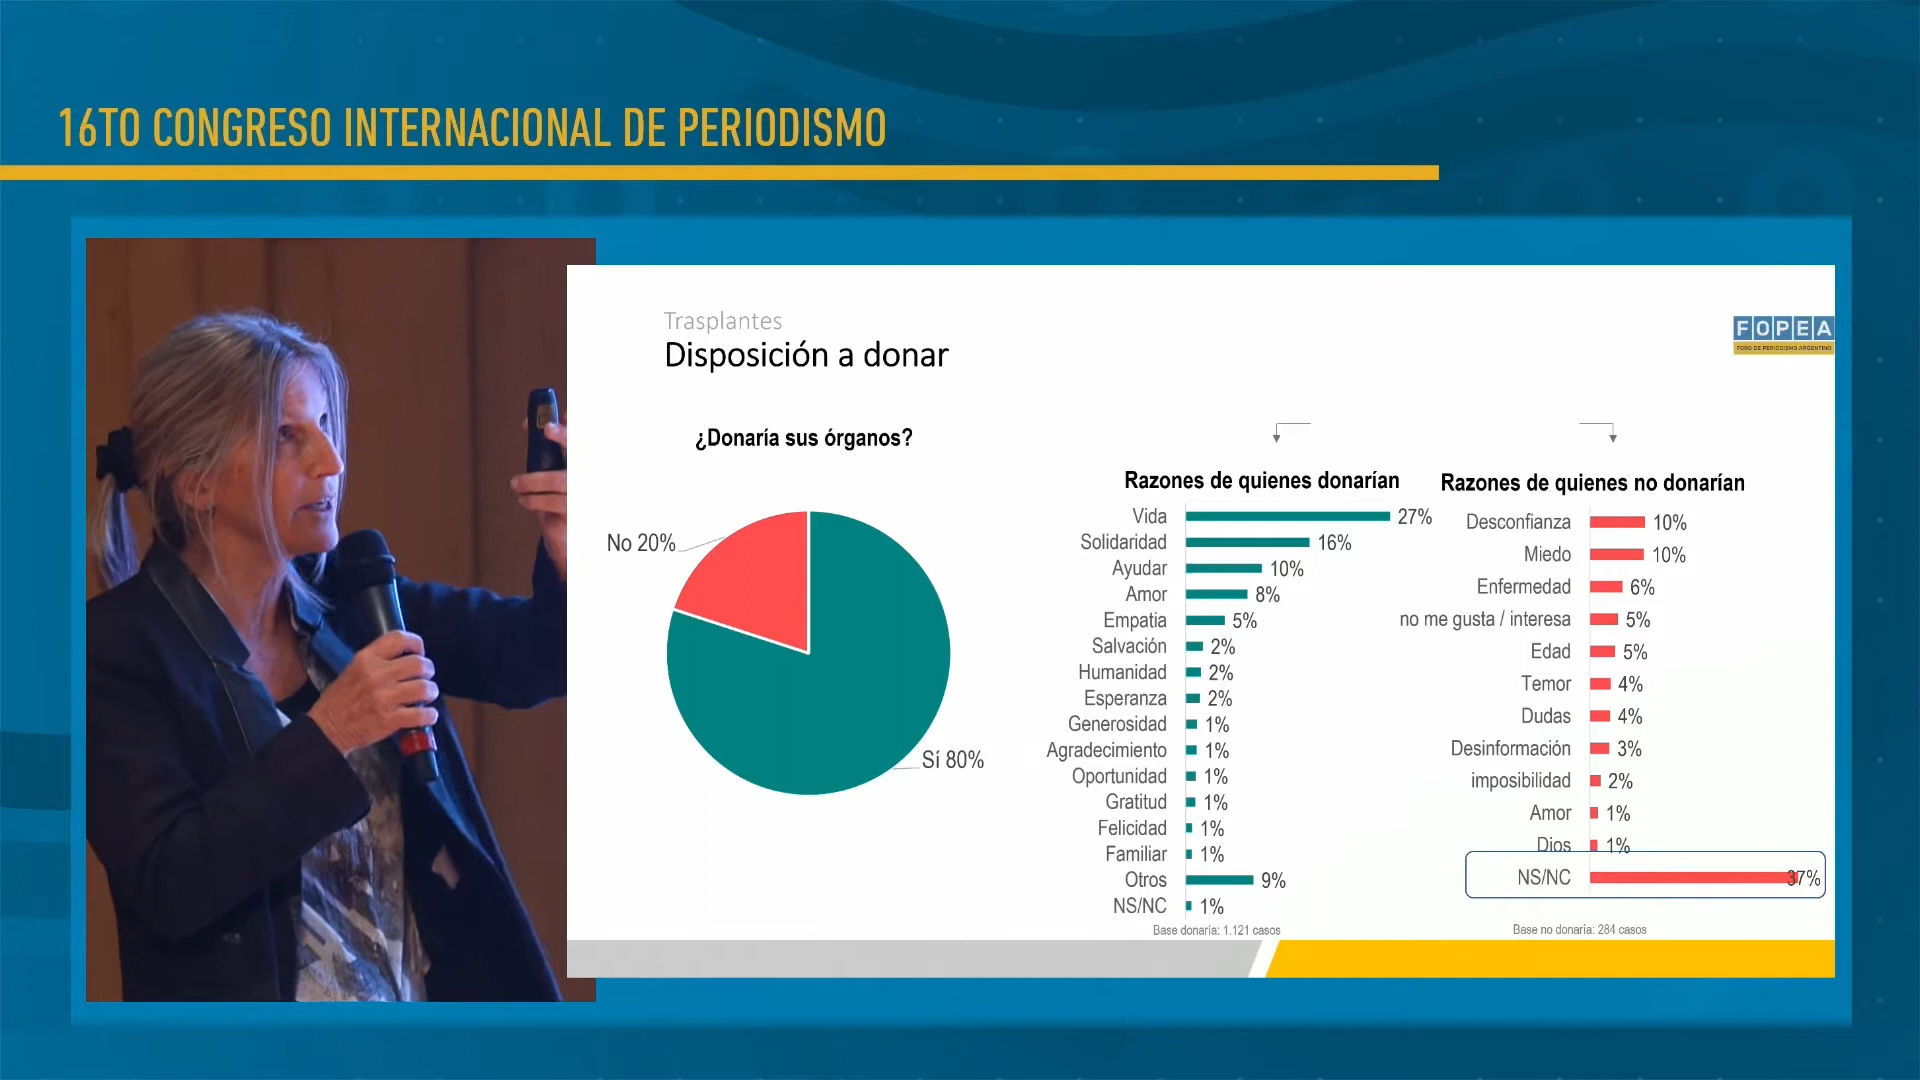 16TO CONGRESO INTERNACIONAL DE PERIODISMO
Trasplantes
Disposición a donar
FOPEA
FORO DE PERIODISMO ARGENTINO
¿Donaría sus órganos?
No 20%
Sí 80%
Razones de quienes donarían
Vida 27%
Solidaridad 16%
Ayudar 10%
Amor 8%
Empatia 5%
Salvación 2%
Humanidad 2%
Esperanza 2%
Generosidad 1%
Agradecimiento 1%
Oportunidad 1%
Gratitud 1%
Felicidad 1%
Familiar 1%
Otros 9%
NS/NC 1%
Base donaria: 1.121 casos
Razones de quienes no donarían
Desconfianza 10%
Miedo 10%
Enfermedad 6%
no me gusta / interesa 5%
Edad 5%
Temor 4%
Dudas 4%
Desinformación 3%
imposibilidad 2%
Amor 1%
Dios 1%
NS/NC 37%
Base no donaria: 284 casos